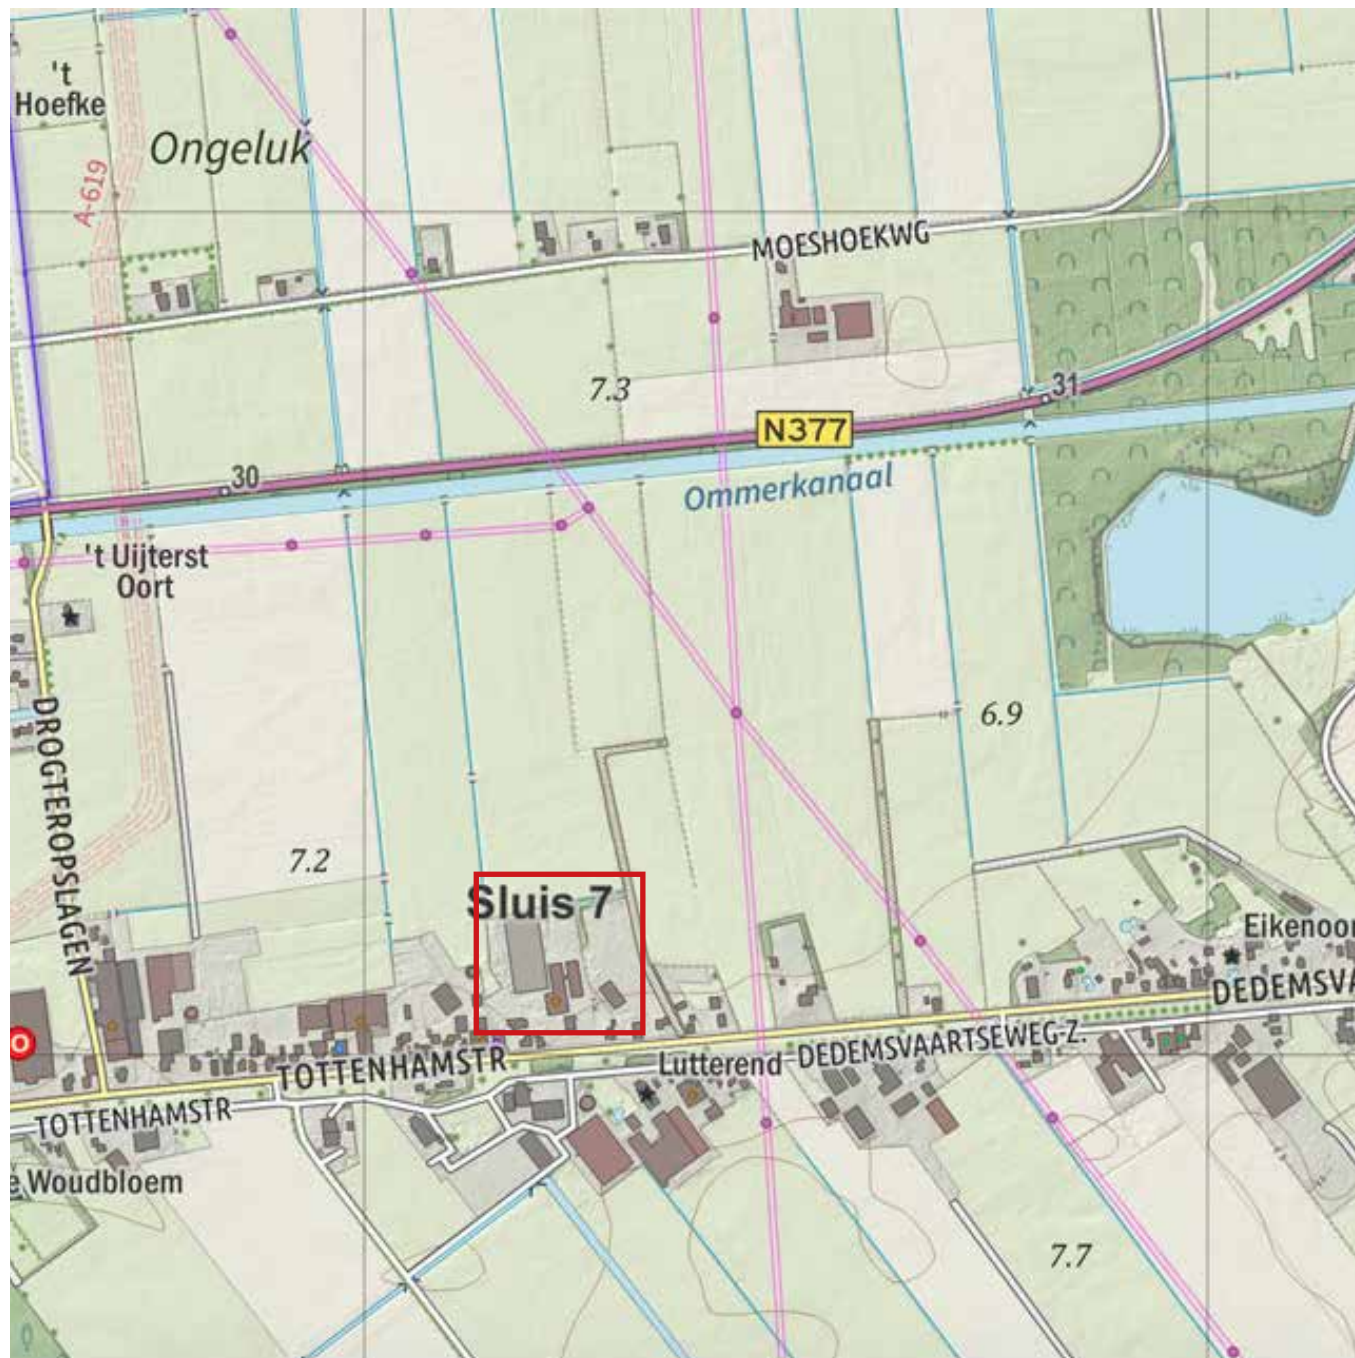 't
Hoefke
Ongeluk
A-619
MOESHOEKWG
7.3
31
N377
30
Ommerkanaal
't Uijterst
Oort
DROGTEROPSLAGEN
6.9
7.2
Sluis 7
Eikenoor
DEDEMSVA
TOTTENHAMSTR
Lutterend
DEDEMSVAARTSEWEG-Z.
TOTTENHAMSTR
e Woudbloem
7.7